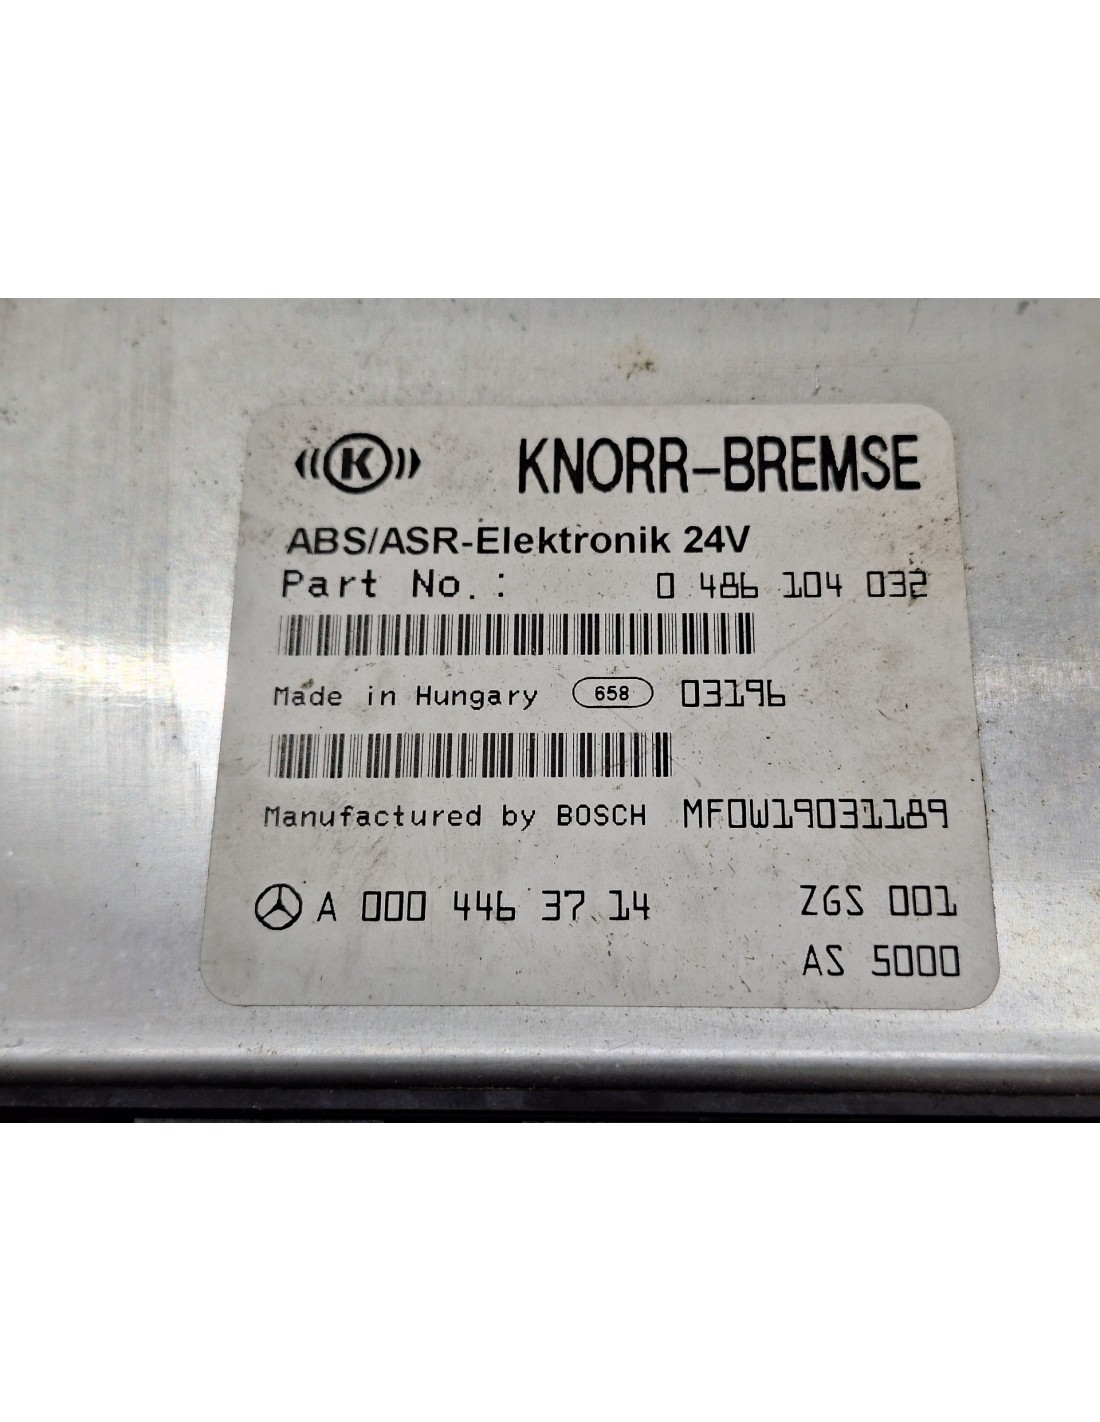 K KNORR-BREMSE
ABS/ASR-Elektronik 24V
Part No.: 0 486 104 032
Made in Hungary 658 03196
Manufactured by BOSCH MF0W19031189
A 000 446 37 14 ZGS 001
AS 5000